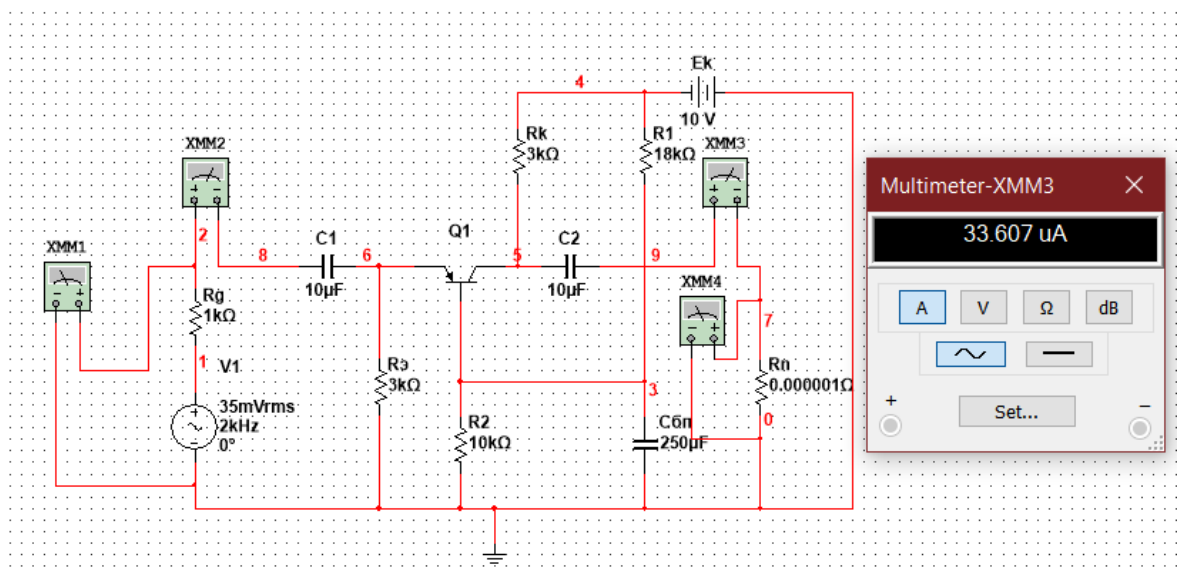 Ek
4
10 V
XMM2
Rk
3kΩ
R1
18kΩ
XMM3
Multimeter-XMM3
33.607 uA
2
XMM1
8
C1
6
Q1
5
C2
9
10µF
10µF
XMM4
Rg
1kΩ
A
V
Ω
dB
7
1
V1
Rэ
3kΩ
3
Rn
0.000001Ω
35mVrms
2kHz
0°
R2
10kΩ
Cбл
250µF
0
Set...
+
−